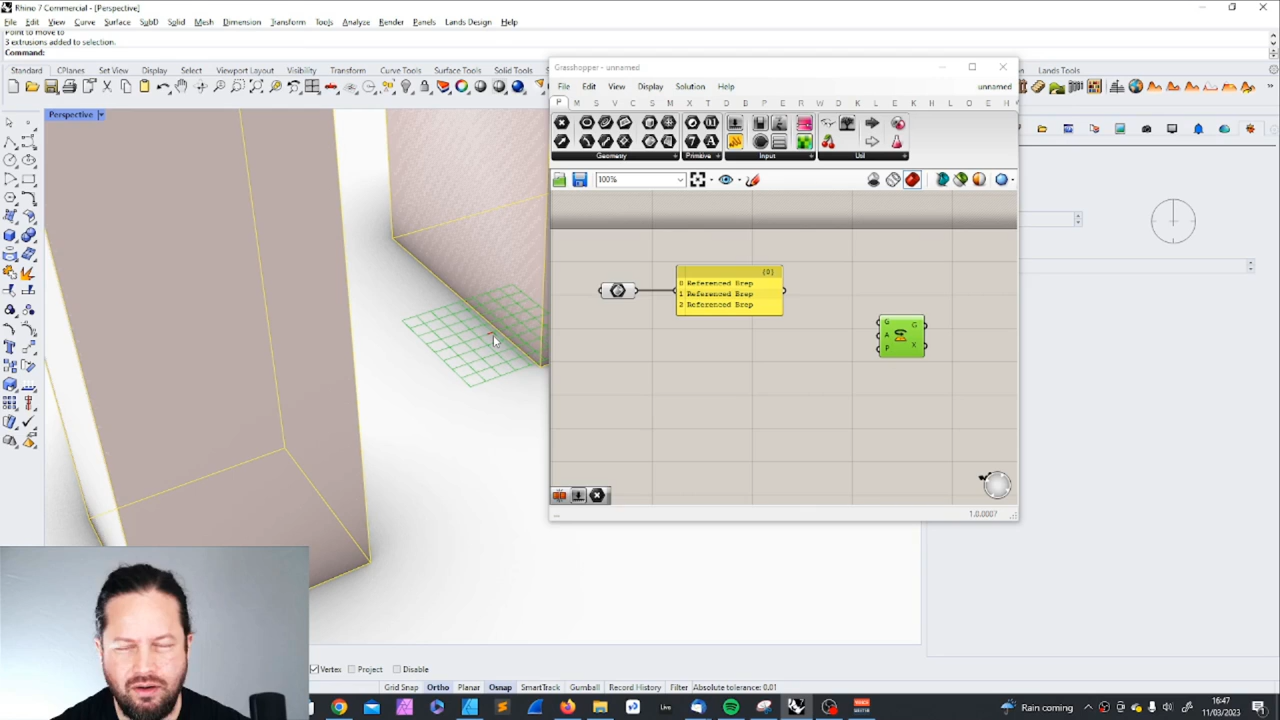 Rhino 7 Commercial - [Perspective]
File Edit View Curve Surface SubD Solid Mesh Dimension Transform Tools Analyze Render Panels Lands Design Help
Point to move to
3 extrusions added to selection.
Command:
Standard CPlanes Set View Display Select Viewport Layout Visibility Transform Curve Tools Surface Tools Solid Tools Lands Tools
Perspective
Grasshopper - unnamed
File Edit View Display Solution Help unnamed
P M S V C S M X T D B P E R L W D A L S K H L D E H
Geometry Primitive Input Util
100%
{0}
0 Referenced Brep
1 Referenced Brep
2 Referenced Brep
G G
A
P X
... 1.0.0007
Vertex Project Disable
Grid Snap Ortho Planar Osnap SmartTrack Gumball Record History Filter Absolute tolerance: 0.01
Live
Rain coming
16:47
11/03/2023